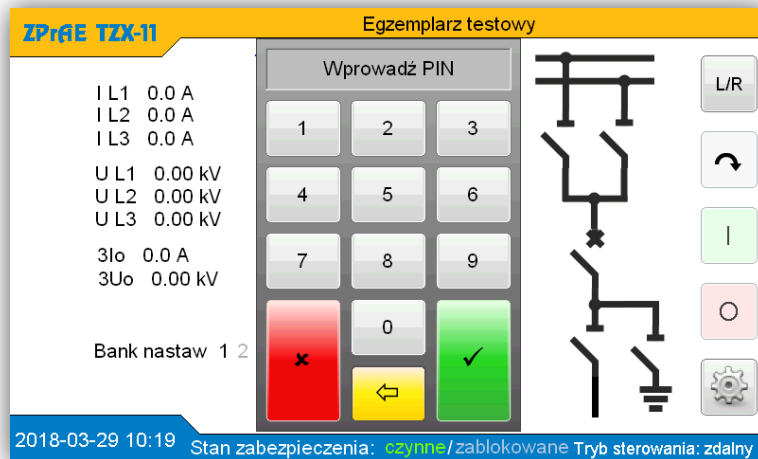 ZPrAE TZX-11
Egzemplarz testowy
I L1 0.0 A
I L2 0.0 A
I L3 0.0 A
U L1 0.00 kV
U L2 0.00 kV
U L3 0.00 kV
3Io 0.0 A
3Uo 0.00 kV
Bank nastaw 1 2
Wprowadź PIN
1 2 3
4 5 6
7 8 9
0
L/R
I
O
2018-03-29 10:19
Stan zabezpieczenia: czynne/zablokowane
Tryb sterowania: zdalny